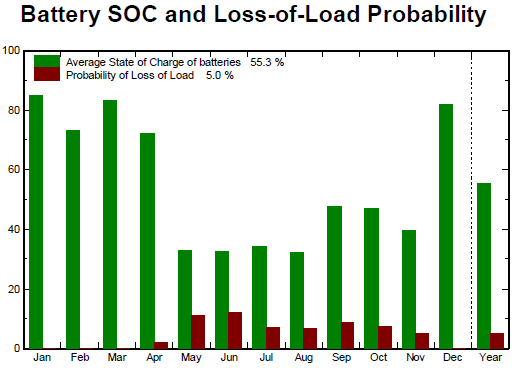 Battery SOC and Loss-of-Load Probability
100
Average State of Charge of batteries 55.3 %
Probability of Loss of Load 5.0 %
80
60
40
20
0
Jan Feb Mar Apr May Jun Jul Aug Sep Oct Nov Dec Year